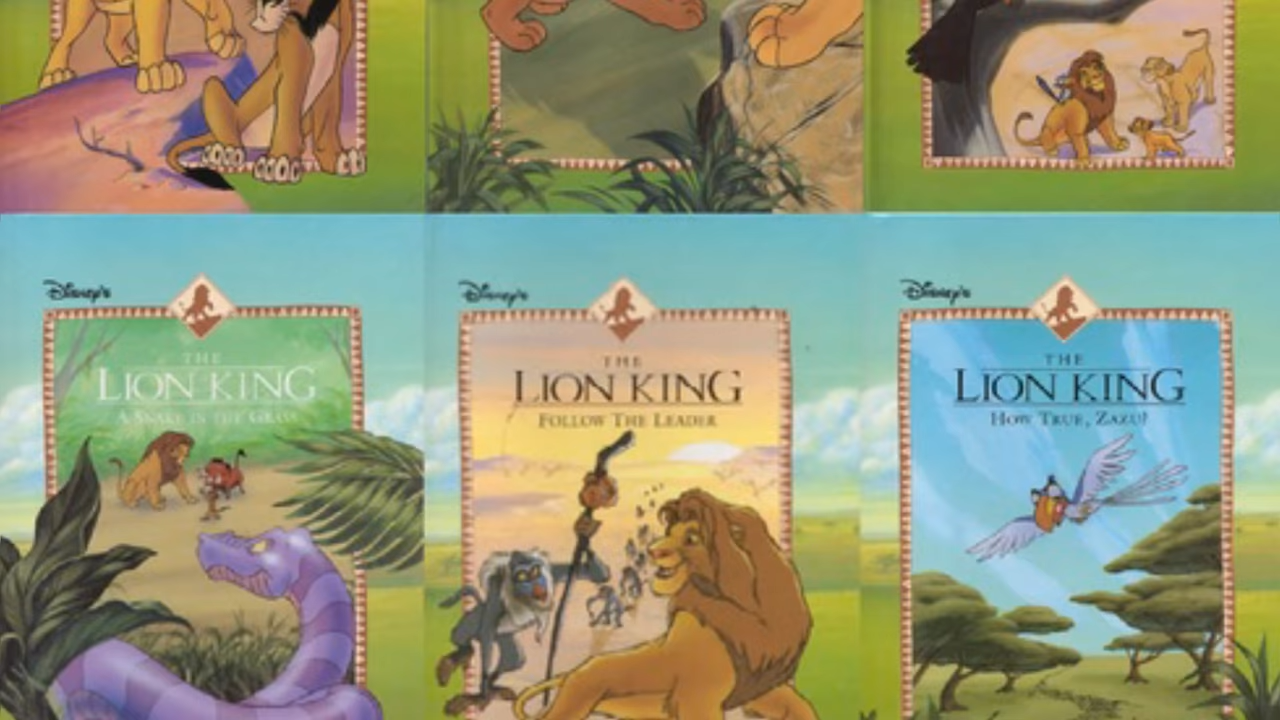 Disney's
THE
LION KING
A SNAKE IN THE GRASS
Disney's
THE
LION KING
FOLLOW THE LEADER
Disney's
THE
LION KING
HOW TRUE, ZAZU!